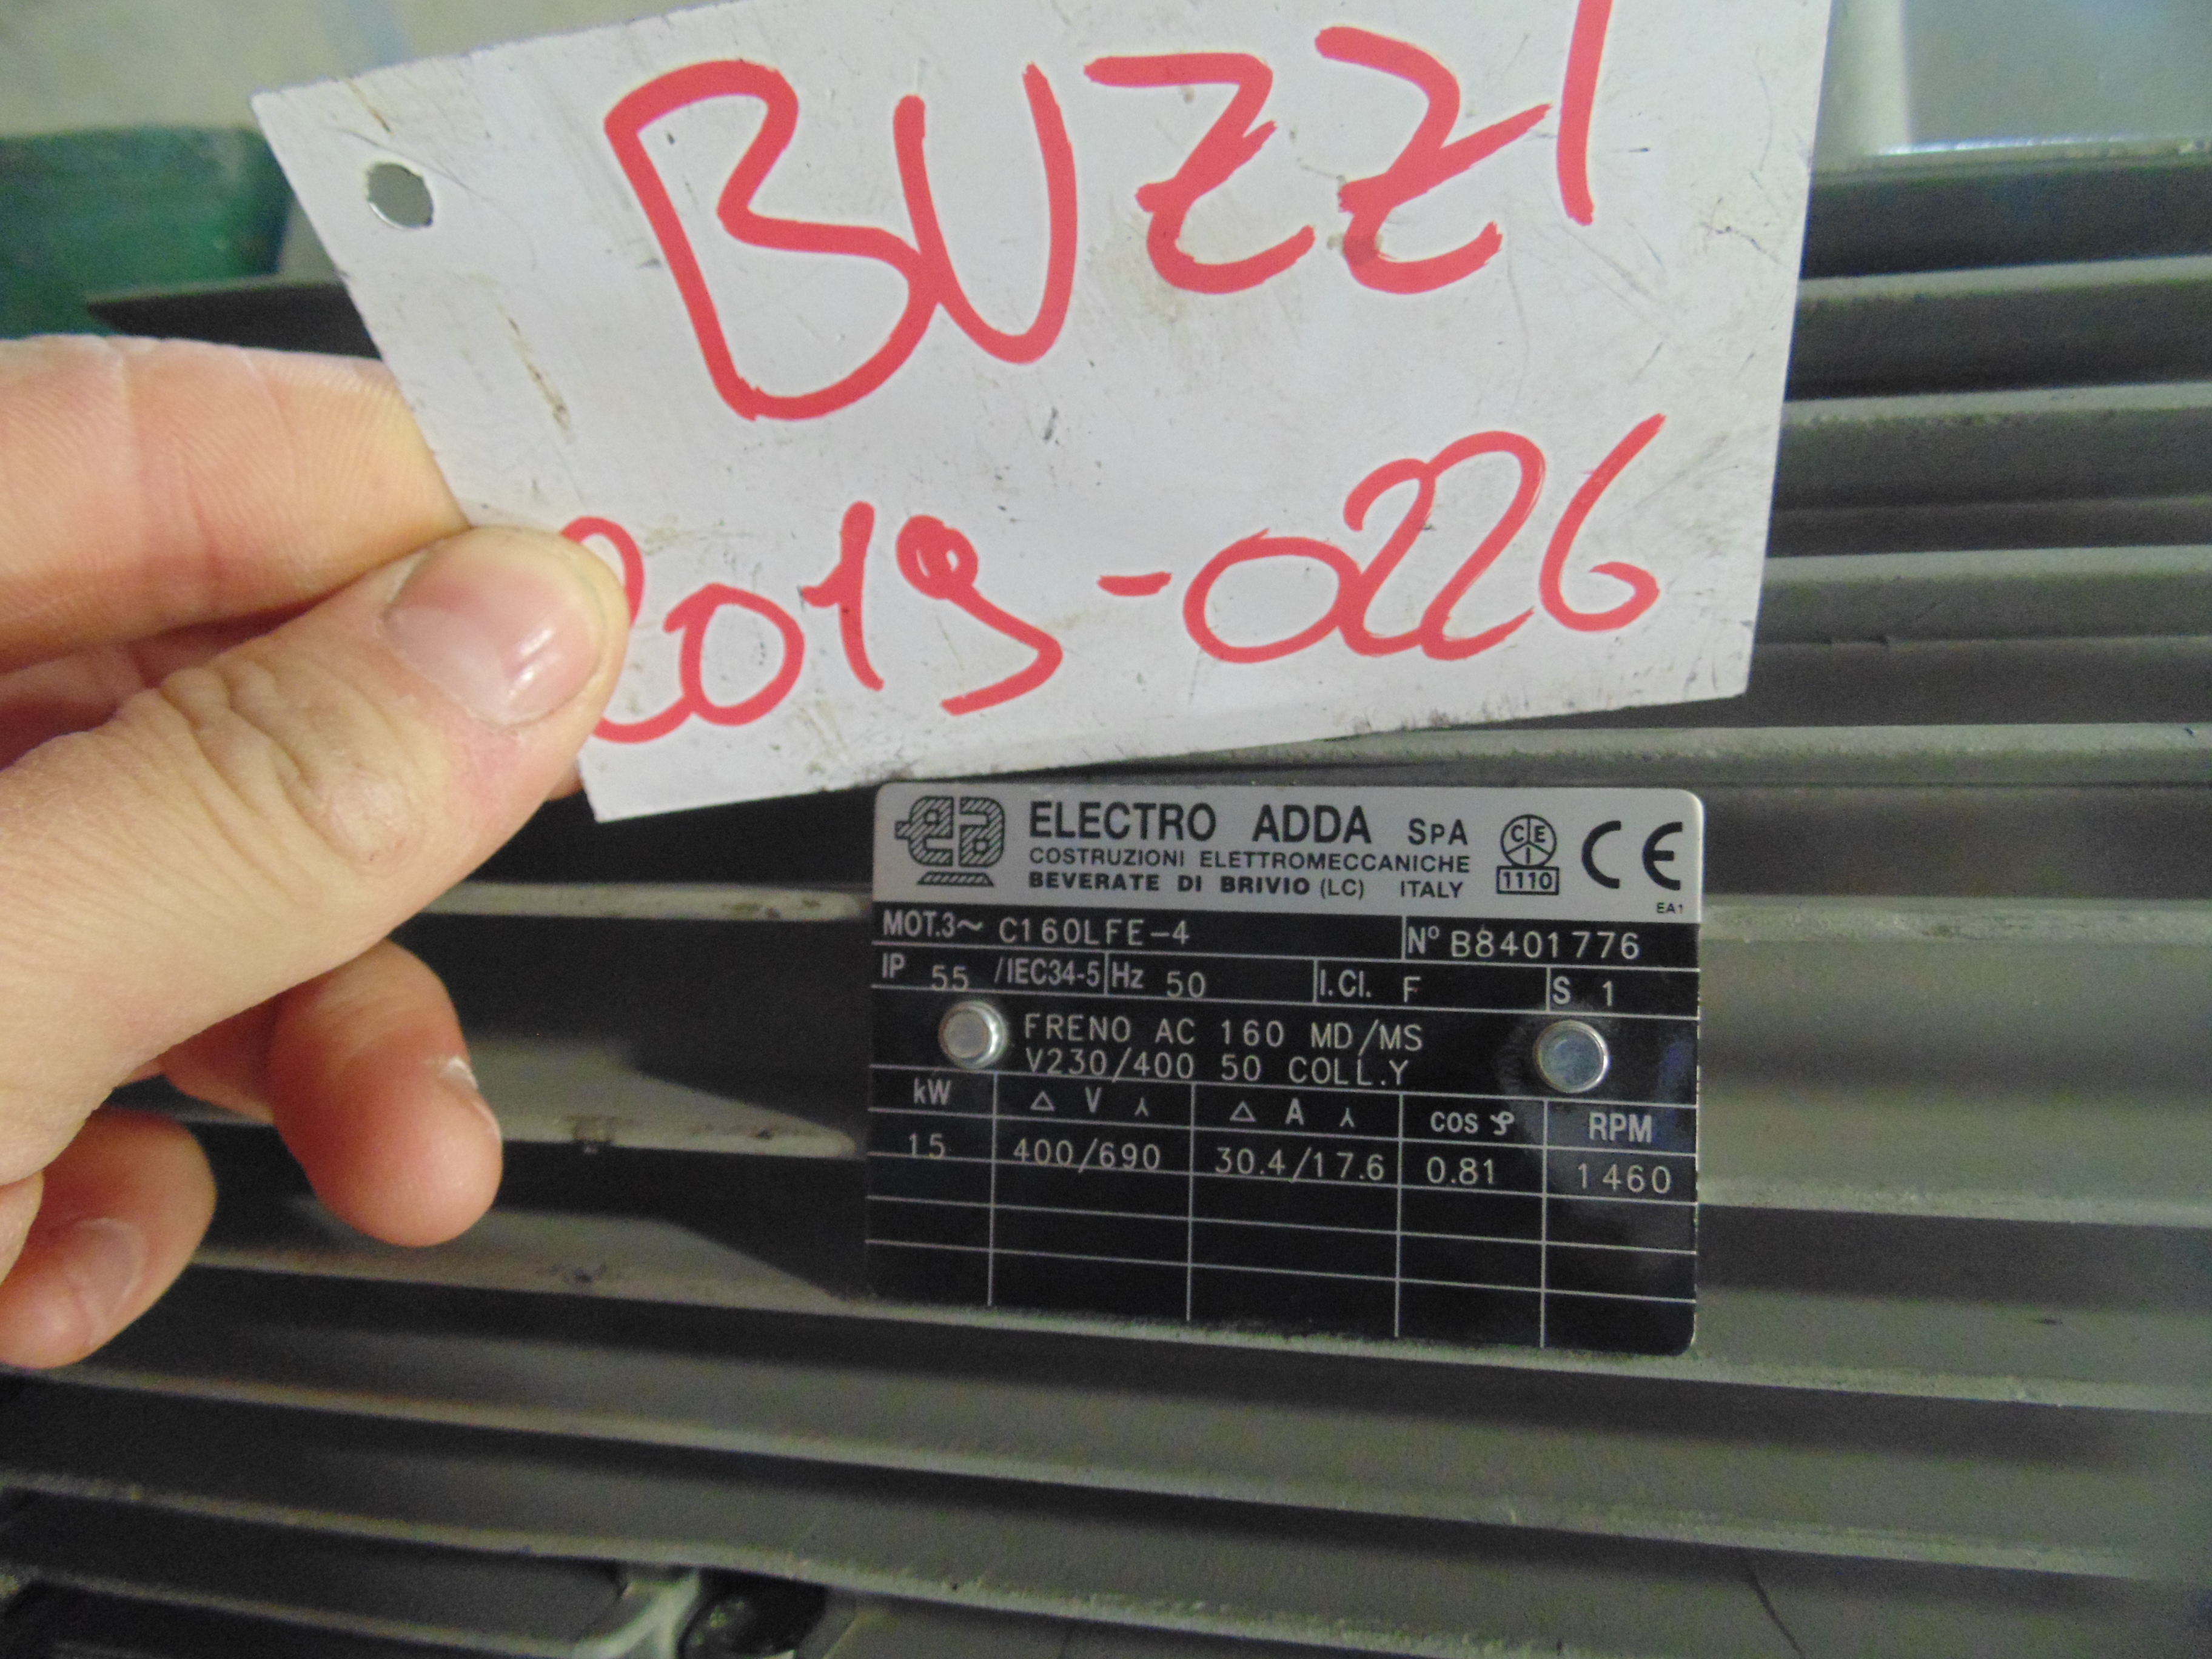 BUZZI
2019-0226
ELECTRO ADDA SPA
COSTRUZIONI ELETTROMECCANICHE
BEVERATE DI BRIVIO (LC) ITALY
CEI
1110
CE
EA1
MOT.3~ C160LFE-4 Nº B8401776
IP 55 /IEC34-5 Hz 50 I.Cl. F S 1
FRENO AC 160 MD/MS
V230/400 50 COLL.Y
kW △ V ⅄ △ A ⅄ cos φ RPM
15 400/690 30.4/17.6 0.81 1460